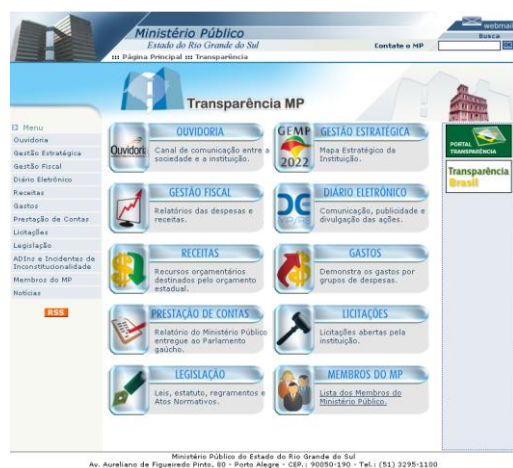 Ministério Público
Estado do Rio Grande do Sul
Contate o MP
webmail
Busca
Página Principal
Transparência
Transparência MP
Menu
Ouvidoria
Gestão Estratégica
Gestão Fiscal
Diário Eletrônico
Receitas
Gastos
Prestação de Contas
Licitações
Legislação
ADIns e Incidentes de
Inconstitucionalidade
Membros do MP
Notícias
RSS
Ouvidoria
OUVIDORIA
Canal de comunicação entre a
sociedade e a instituição.
GEMP
2022
GESTÃO ESTRATÉGICA
Mapa Estratégico da
Instituição.
GESTÃO FISCAL
Relatórios das despesas e
receitas.
DIÁRIO ELETRÔNICO
Comunicação, publicidade e
divulgação das ações.
RECEITAS
Recursos orçamentários
destinados pelo orçamento
estadual.
GASTOS
Demonstra os gastos por
grupos de despesas.
PRESTAÇÃO DE CONTAS
Relatório do Ministério Público
entregue ao Parlamento
gaúcho.
LICITAÇÕES
Licitações abertas pela
instituição.
LEGISLAÇÃO
Leis, estatuto, regramentos e
Atos Normativos.
MEMBROS DO MP
Lista dos Membros do
Ministério Público.
PORTAL
TRANSPARÊNCIA
Transparência
Brasil
Ministério Público do Estado do Rio Grande do Sul
Av. Aureliano de Figueiredo Pinto, 80 - Porto Alegre - CEP.: 90050-190 - Tel.: (51) 3295-1100